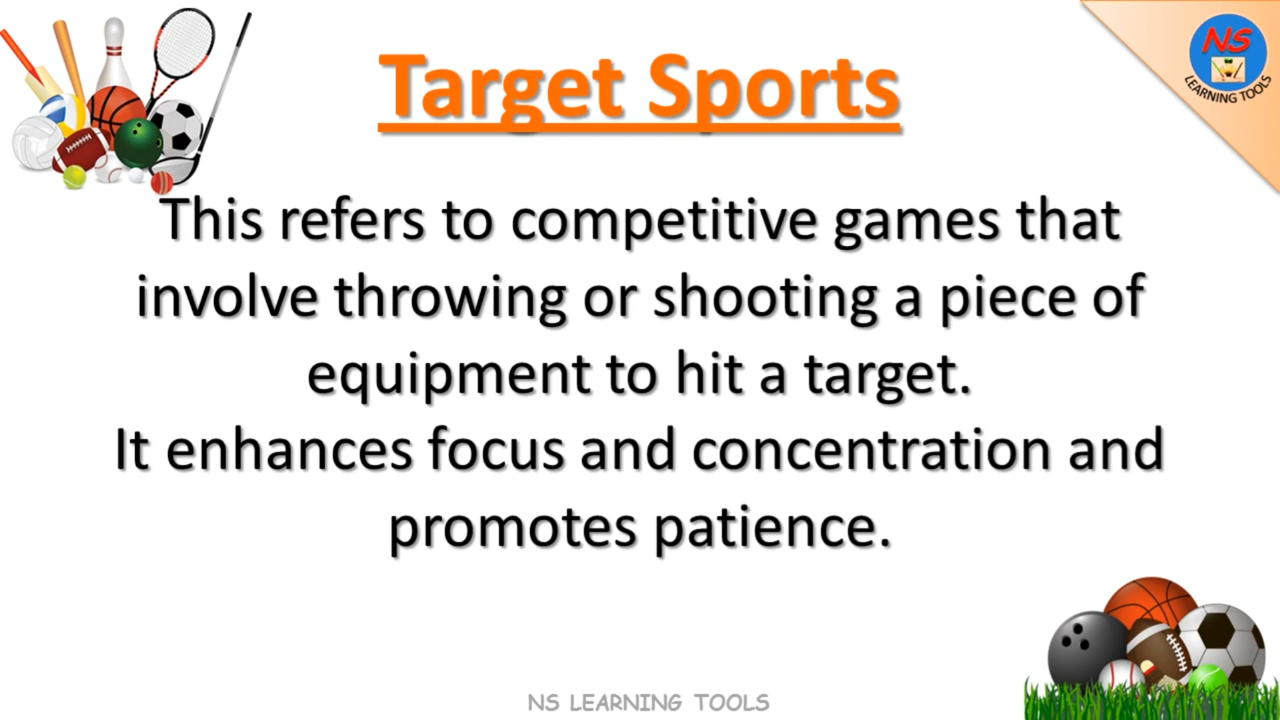 Target Sports
NS
LEARNING TOOLS
This refers to competitive games that
involve throwing or shooting a piece of
equipment to hit a target.
It enhances focus and concentration and
promotes patience.
NS LEARNING TOOLS